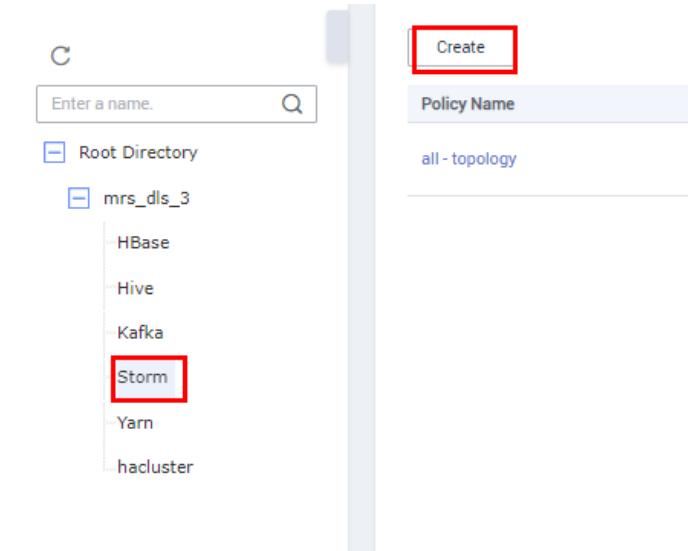 Enter a name.
Root Directory
mrs_dls_3
HBase
Hive
Kafka
Storm
Yarn
hacluster
Create
Policy Name
all - topology